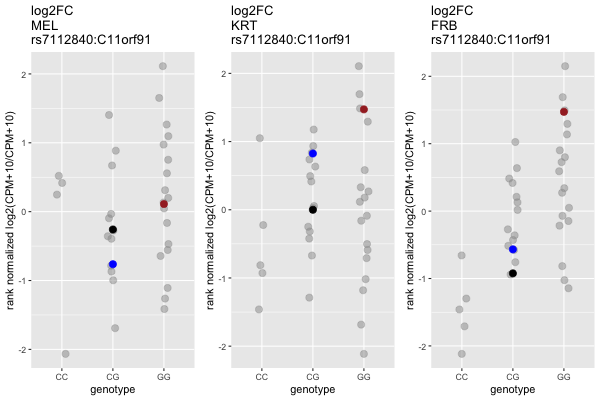 log2FC
MEL
rs7112840:C11orf91
rank normalized log2(CPM+10/CPM+10)
2
1
0
-1
-2
CC
CG
GG
genotype
log2FC
KRT
rs7112840:C11orf91
rank normalized log2(CPM+10/CPM+10)
2
1
0
-1
-2
CC
CG
GG
genotype
log2FC
FRB
rs7112840:C11orf91
rank normalized log2(CPM+10/CPM+10)
2
1
0
-1
-2
CC
CG
GG
genotype